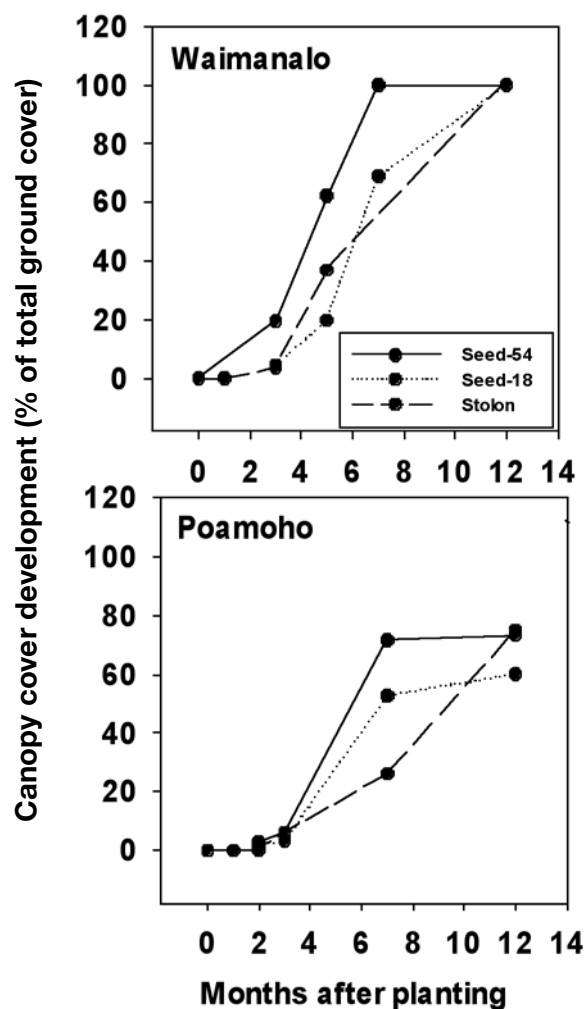 Canopy cover development (% of total ground cover)
Waimanalo
120
100
80
60
40
20
0
Seed-54
Seed-18
Stolon
0 2 4 6 8 10 12 14
Poamoho
120
100
80
60
40
20
0
0 2 4 6 8 10 12 14
Months after planting